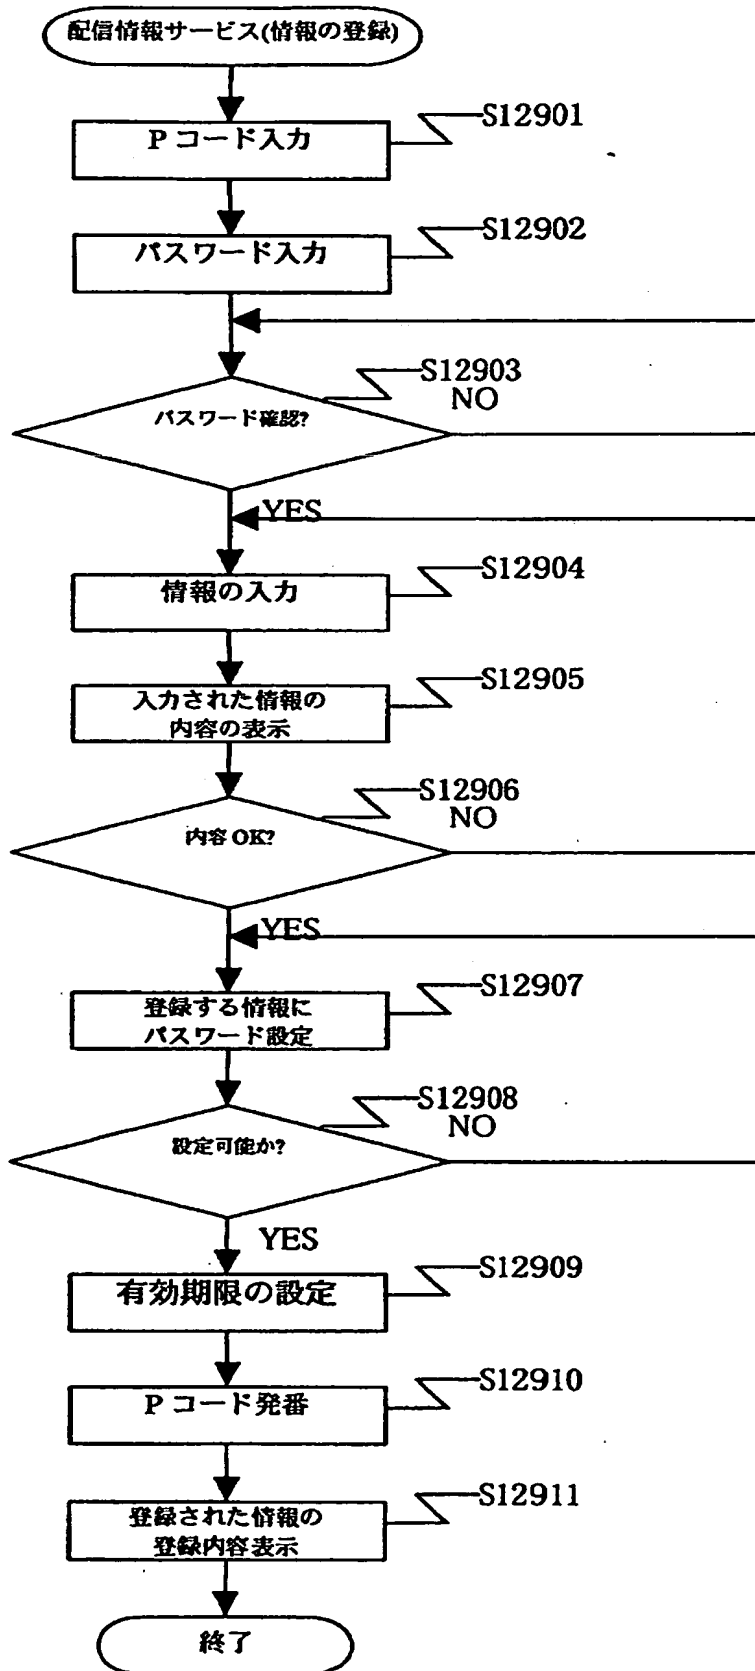 配信情報サービス(情報の登録)
S12901
P コード入力
S12902
パスワード入力
S12903
NO
パスワード確認?
YES
S12904
情報の入力
S12905
入力された情報の
内容の表示
S12906
NO
内容 OK?
YES
S12907
登録する情報に
パスワード設定
S12908
NO
設定可能か?
YES
S12909
有効期限の設定
S12910
P コード発番
S12911
登録された情報の
登録内容表示
終了